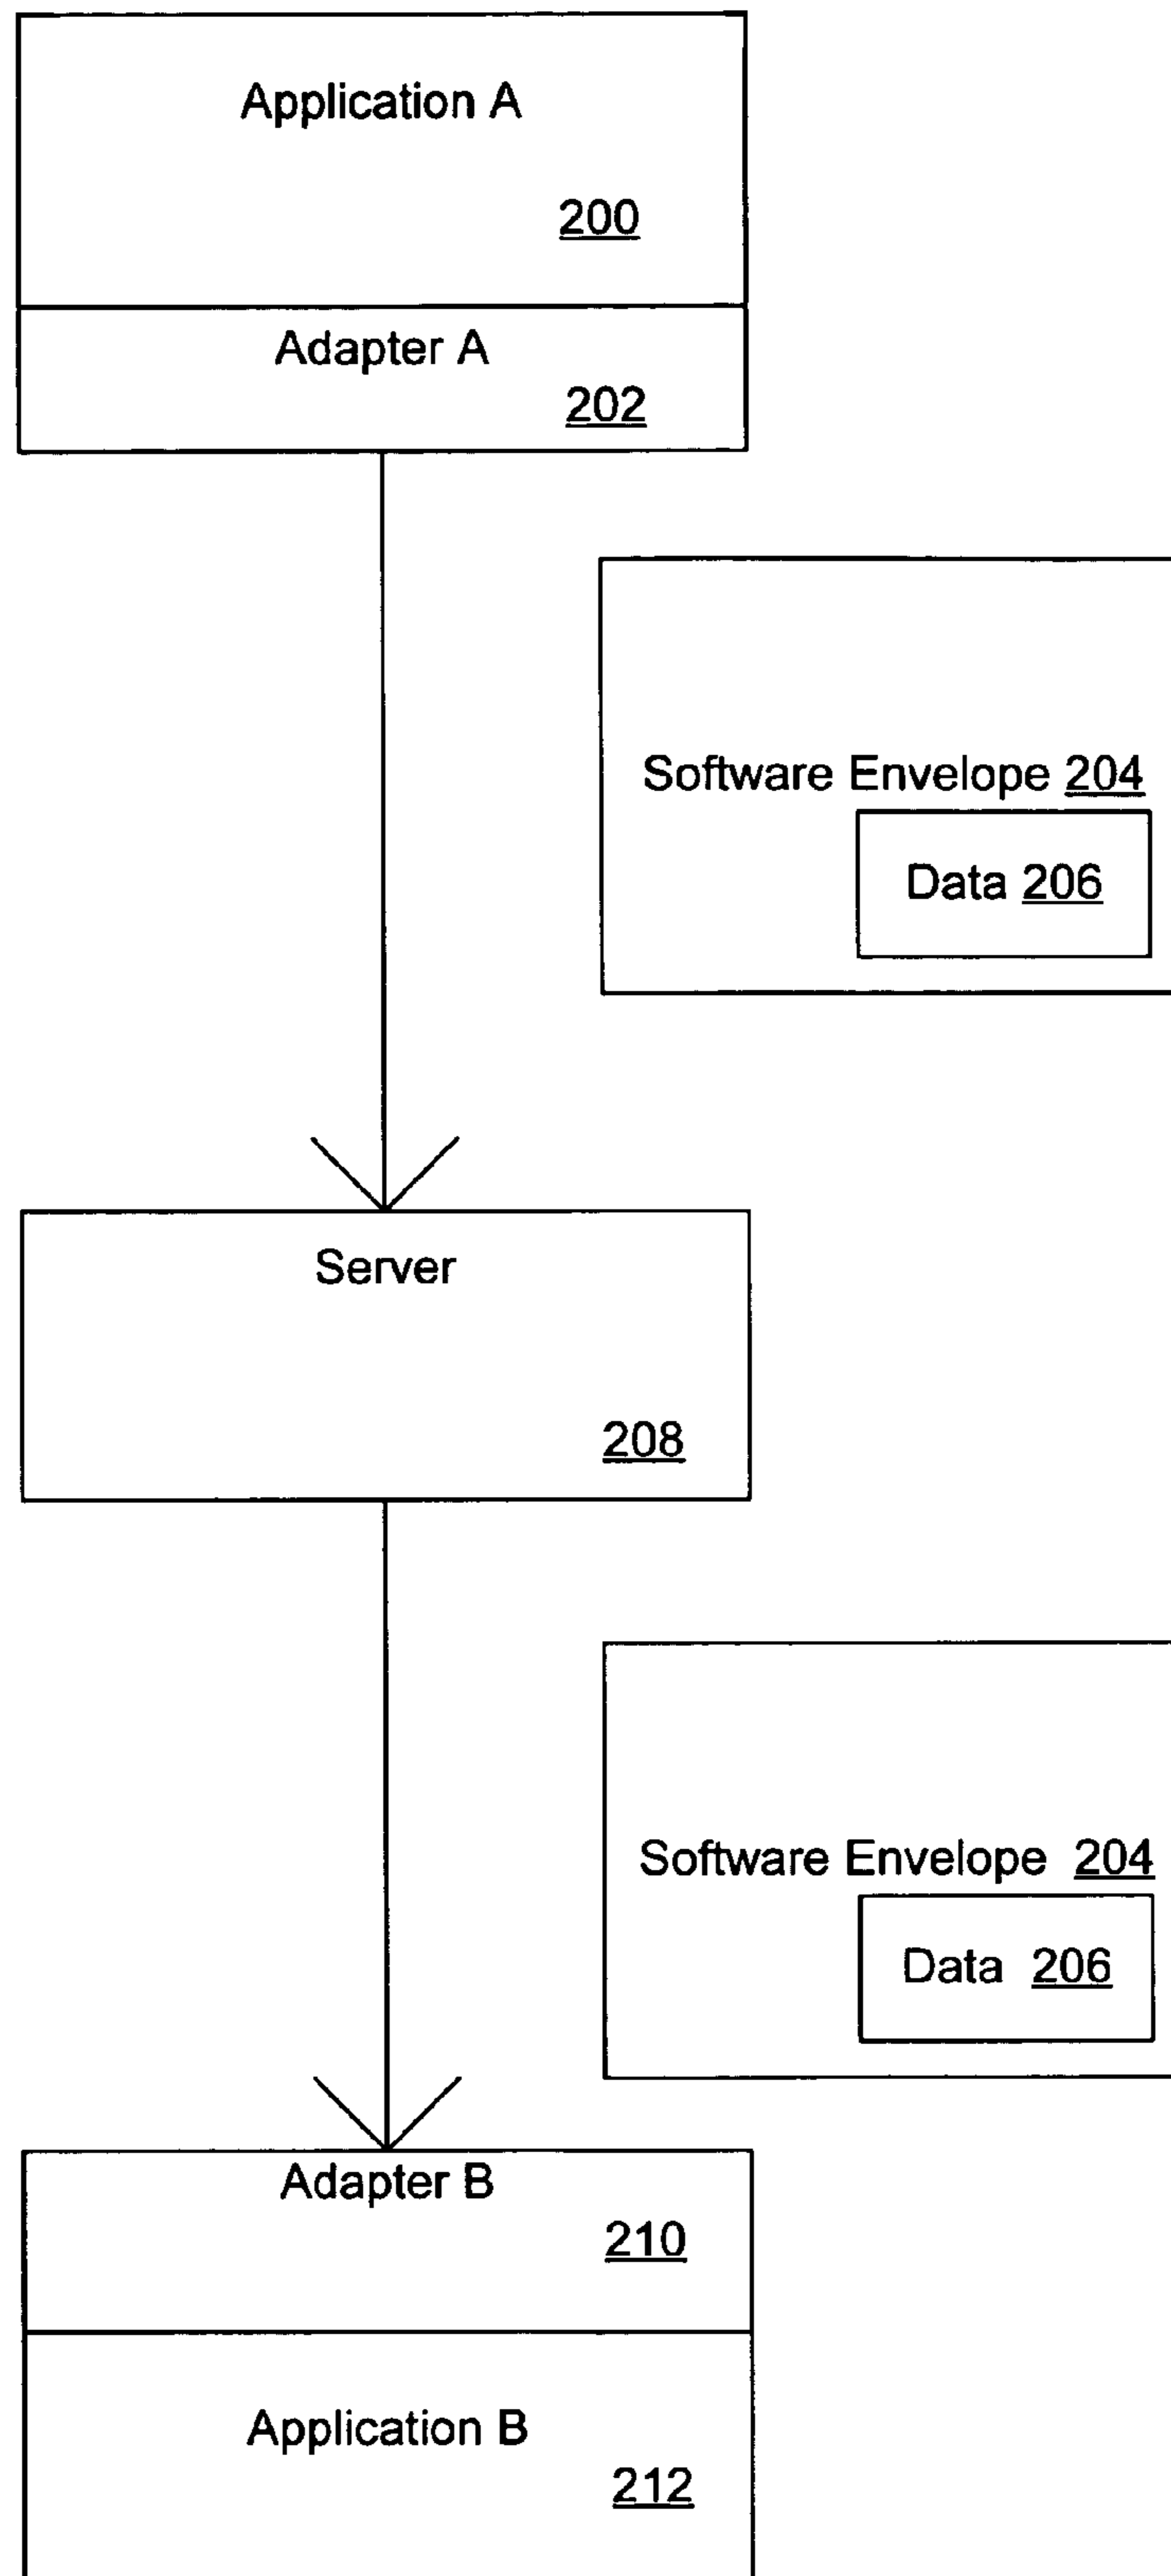 Application A
200
Adapter A
202
Software Envelope 204
Data 206
Server
208
Software Envelope 204
Data 206
Adapter B
210
Application B
212